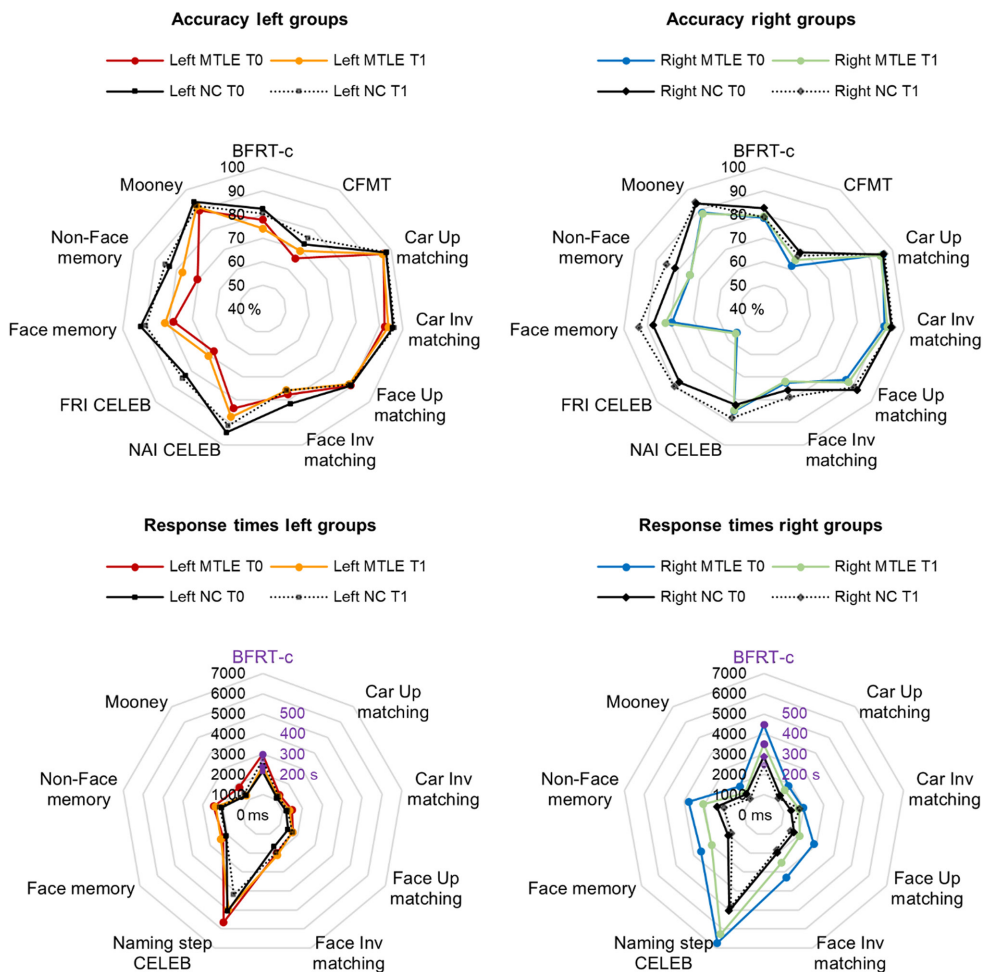 Accuracy left groups
Left MTLE T0
Left MTLE T1
Left NC T0
Left NC T1
BFRT-c
CFMT
Car Up
matching
Car Inv
matching
Face Up
matching
Face Inv
matching
NAI CELEB
FRI CELEB
Face memory
Non-Face
memory
Mooney
100
90
80
70
60
50
40 %
Accuracy right groups
Right MTLE T0
Right MTLE T1
Right NC T0
Right NC T1
BFRT-c
CFMT
Car Up
matching
Car Inv
matching
Face Up
matching
Face Inv
matching
NAI CELEB
FRI CELEB
Face memory
Non-Face
memory
Mooney
100
90
80
70
60
50
40 %
Response times left groups
Left MTLE T0
Left MTLE T1
Left NC T0
Left NC T1
BFRT-c
Car Up
matching
Car Inv
matching
Face Up
matching
Face Inv
matching
Naming step
CELEB
Face memory
Non-Face
memory
Mooney
7000
6000
5000
4000
3000
2000
1000
0 ms
500
400
300
200 s
Response times right groups
Right MTLE T0
Right MTLE T1
Right NC T0
Right NC T1
BFRT-c
Car Up
matching
Car Inv
matching
Face Up
matching
Face Inv
matching
Naming step
CELEB
Face memory
Non-Face
memory
Mooney
7000
6000
5000
4000
3000
2000
1000
0 ms
500
400
300
200 s